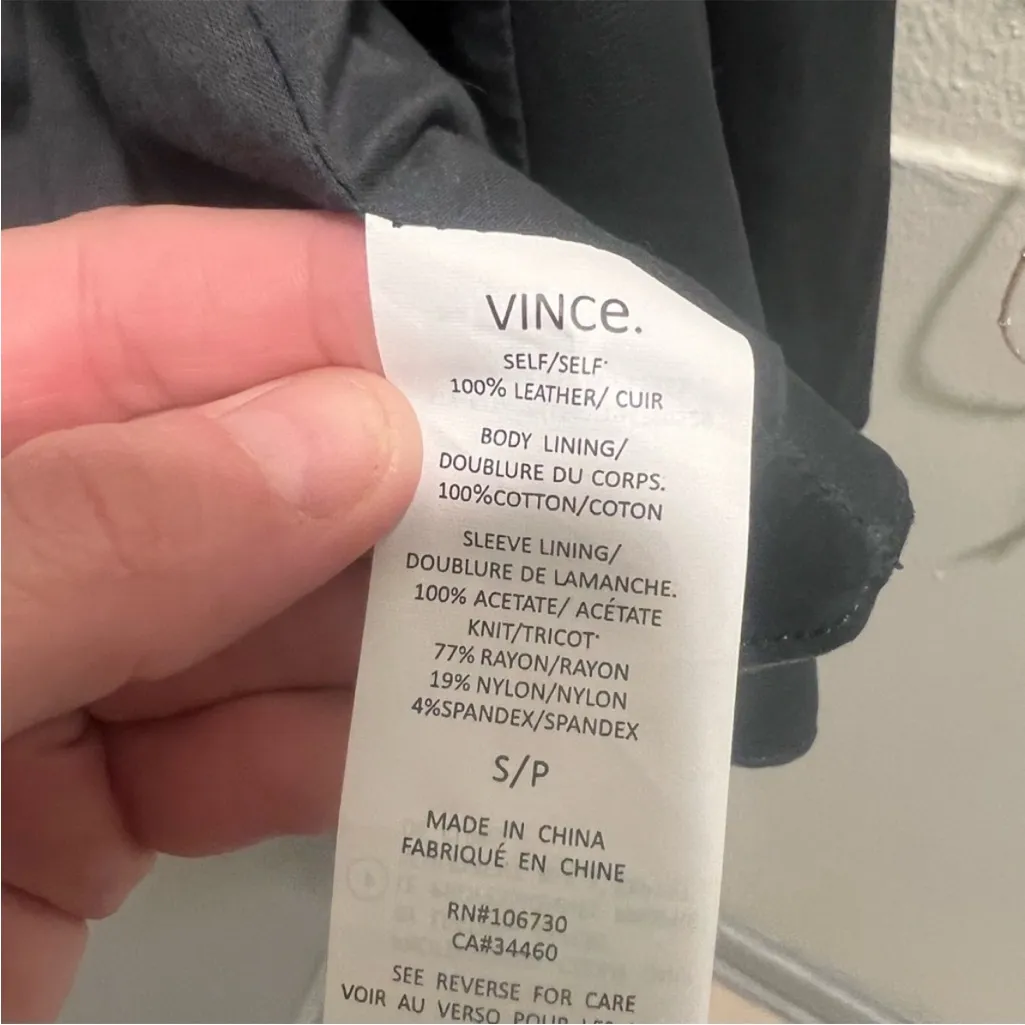 VINCe.
SELF/SELF·
100% LEATHER/ CUIR
BODY LINING/
DOUBLURE DU CORPS.
100%COTTON/COTON
SLEEVE LINING/
DOUBLURE DE LAMANCHE.
100% ACETATE/ ACÉTATE
KNIT/TRICOT·
77% RAYON/RAYON
19% NYLON/NYLON
4%SPANDEX/SPANDEX
S/P
MADE IN CHINA
FABRIQUÉ EN CHINE
RN#106730
CA#34460
SEE REVERSE FOR CARE
VOIR AU VERSO POUR